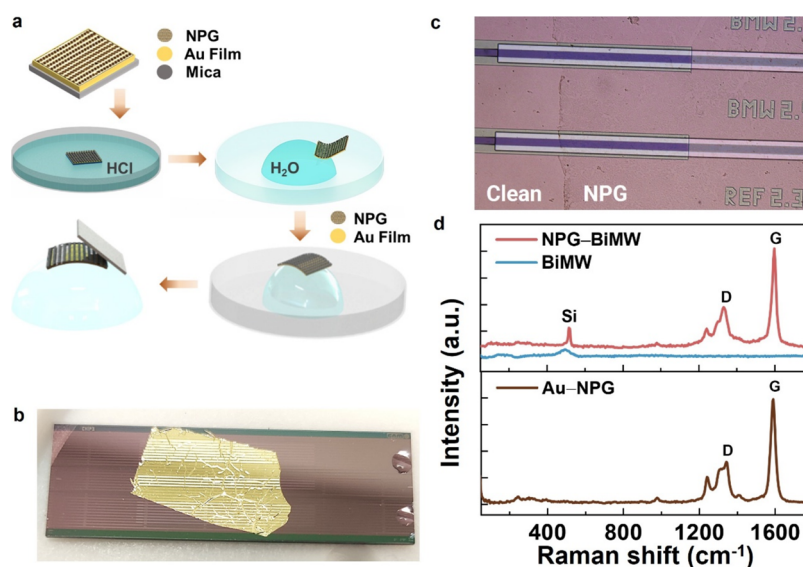 a
NPG
Au Film
Mica
HCl
H₂O
NPG
Au Film
b
c
BMW 2.
BMW 2.
REF 2.3
Clean
NPG
d
NPG–BiMW
BiMW
G
D
Si
Au–NPG
G
D
Intensity (a.u.)
400 800 1200 1600
Raman shift (cm⁻¹)